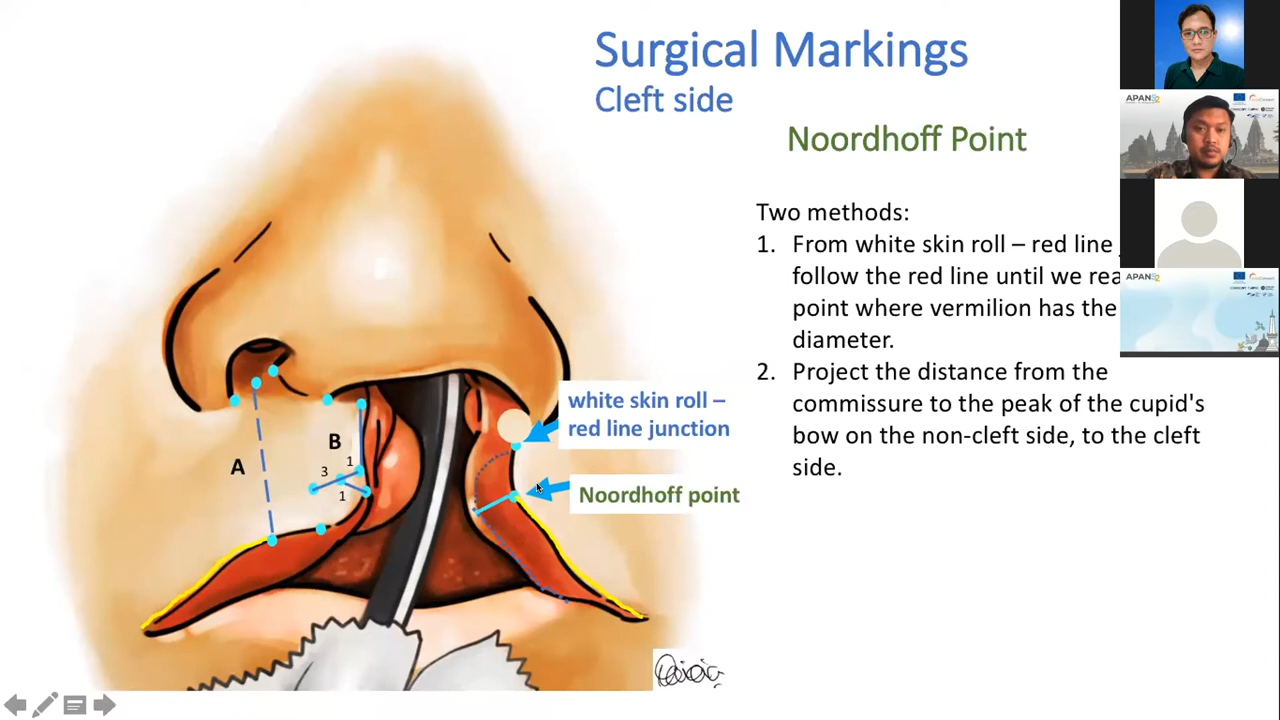 Surgical Markings
Cleft side
Noordhoff Point
Two methods:
1. From white skin roll – red line
follow the red line until we rea
point where vermilion has the
diameter.
2. Project the distance from the
commissure to the peak of the cupid's
bow on the non-cleft side, to the cleft
side.
white skin roll –
red line junction
Noordhoff point
A
B
1
3
1
APAN52
APAN52